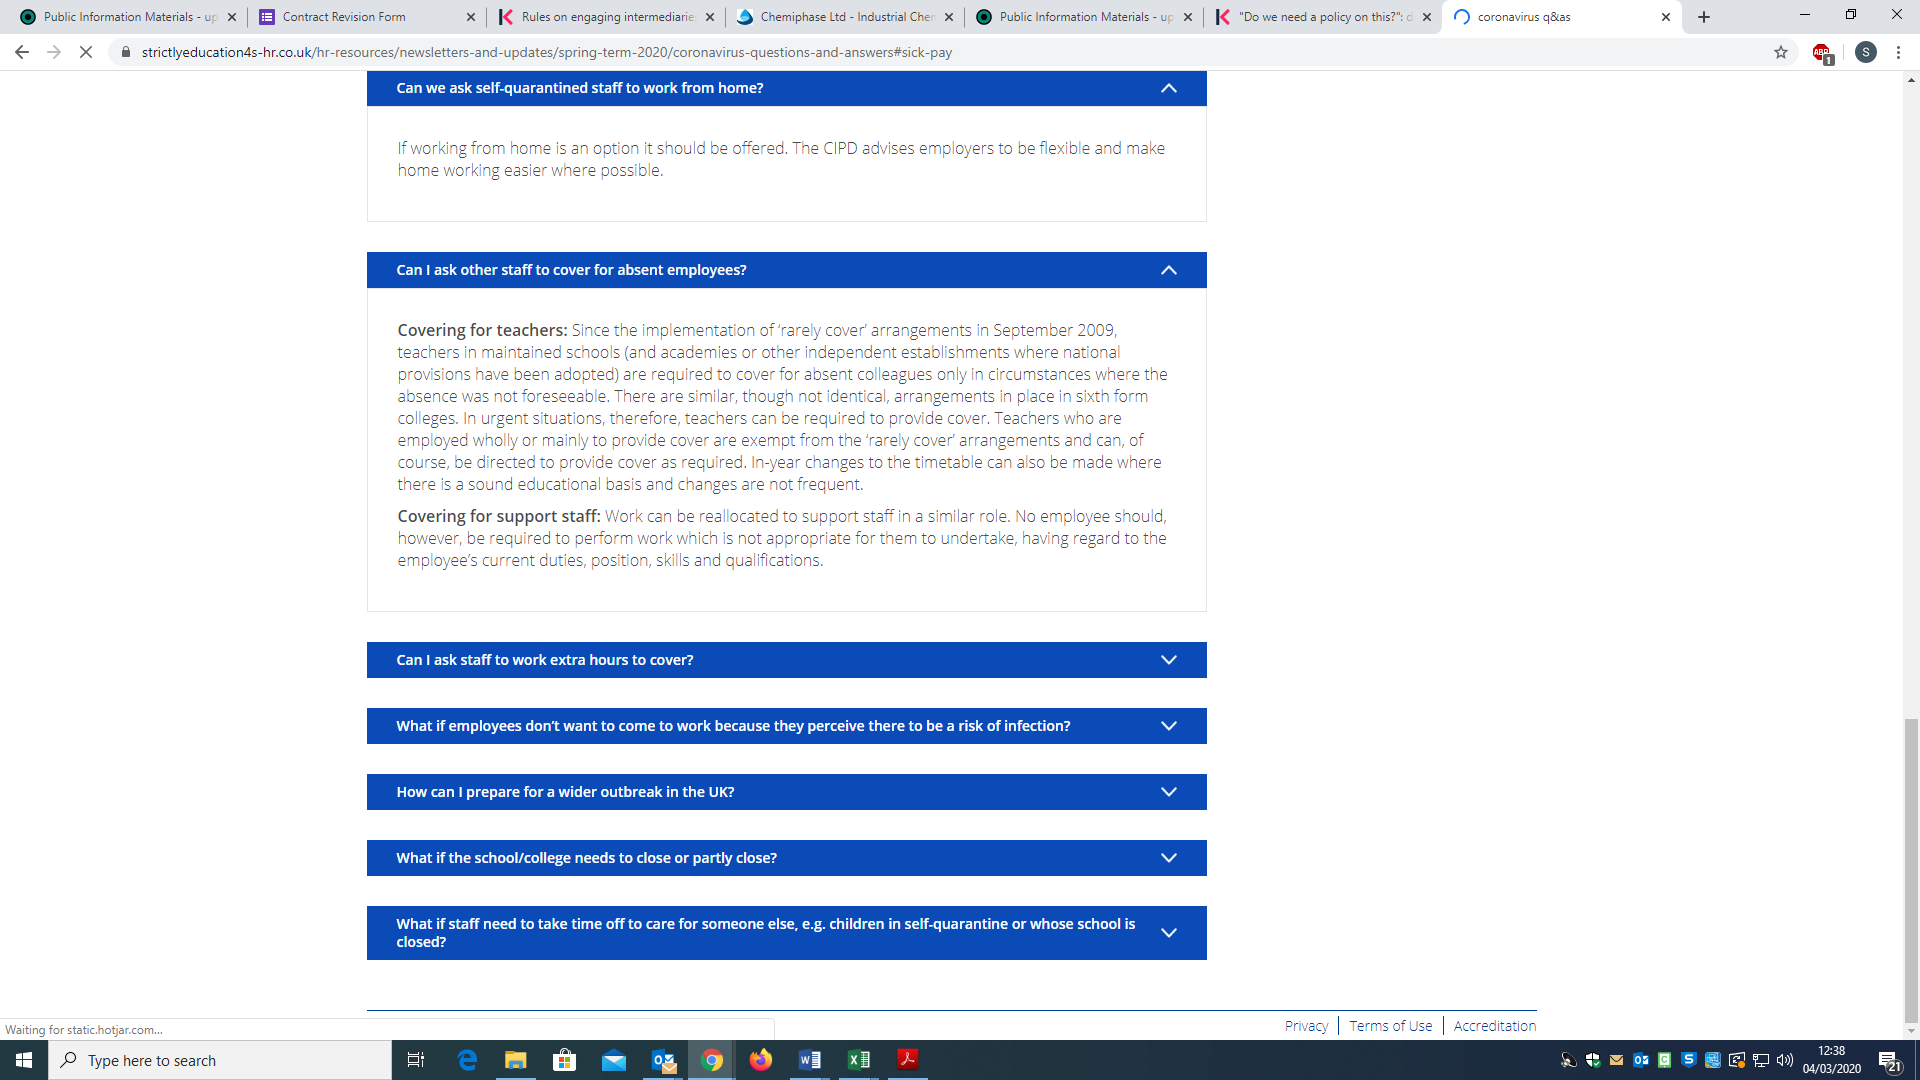 Public Information Materials - up
Contract Revision Form
Rules on engaging intermediarie
Chemiphase Ltd - Industrial Cher
Public Information Materials - up
"Do we need a policy on this?": d
coronavirus q&as
strictlyeducation4s-hr.co.uk/hr-resources/newsletters-and-updates/spring-term-2020/coronavirus-questions-and-answers#sick-pay
ABP
1
S
Can we ask self-quarantined staff to work from home?
If working from home is an option it should be offered. The CIPD advises employers to be flexible and make
home working easier where possible.
Can I ask other staff to cover for absent employees?
Covering for teachers: Since the implementation of 'rarely cover' arrangements in September 2009,
teachers in maintained schools (and academies or other independent establishments where national
provisions have been adopted) are required to cover for absent colleagues only in circumstances where the
absence was not foreseeable. There are similar, though not identical, arrangements in place in sixth form
colleges. In urgent situations, therefore, teachers can be required to provide cover. Teachers who are
employed wholly or mainly to provide cover are exempt from the 'rarely cover' arrangements and can, of
course, be directed to provide cover as required. In-year changes to the timetable can also be made where
there is a sound educational basis and changes are not frequent.
Covering for support staff: Work can be reallocated to support staff in a similar role. No employee should,
however, be required to perform work which is not appropriate for them to undertake, having regard to the
employee's current duties, position, skills and qualifications.
Can I ask staff to work extra hours to cover?
What if employees don't want to come to work because they perceive there to be a risk of infection?
How can I prepare for a wider outbreak in the UK?
What if the school/college needs to close or partly close?
What if staff need to take time off to care for someone else, e.g. children in self-quarantine or whose school is
closed?
Privacy
Terms of Use
Accreditation
Waiting for static.hotjar.com...
Type here to search
12:38
04/03/2020
21